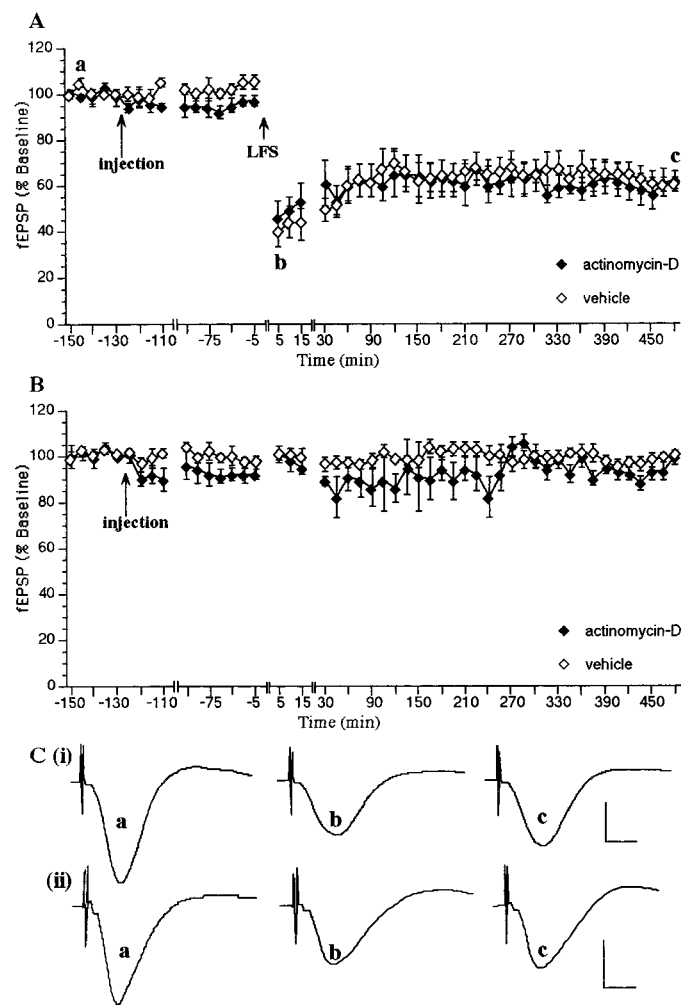 A
120
100
80
60
40
20
0
fEPSP (% Baseline)
a
injection
LFS
b
c
actinomycin-D
vehicle
-150 -130 -110 -75 -5 5 15 30 90 150 210 270 330 390 450
Time (min)
B
120
100
80
60
40
20
0
fEPSP (% Baseline)
injection
actinomycin-D
vehicle
-150 -130 -110 -75 -5 5 15 30 90 150 210 270 330 390 450
Time (min)
C (i)
a b c
(ii)
a b c